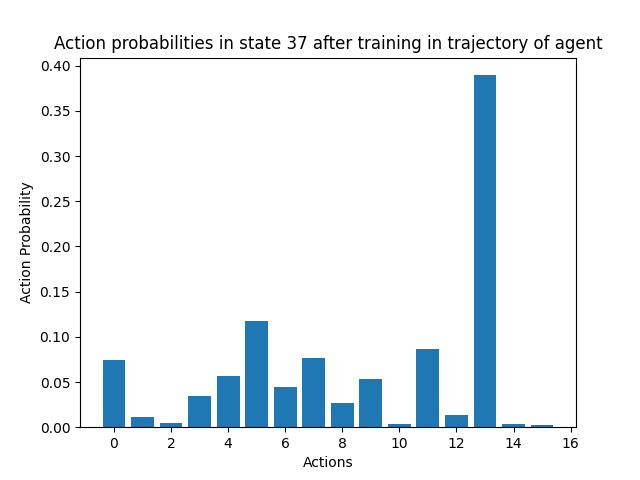 Action probabilities in state 37 after training in trajectory of agent
0.40
0.35
0.30
0.25
0.20
0.15
0.10
0.05
0.00
Action Probability
0 2 4 6 8 10 12 14 16
Actions